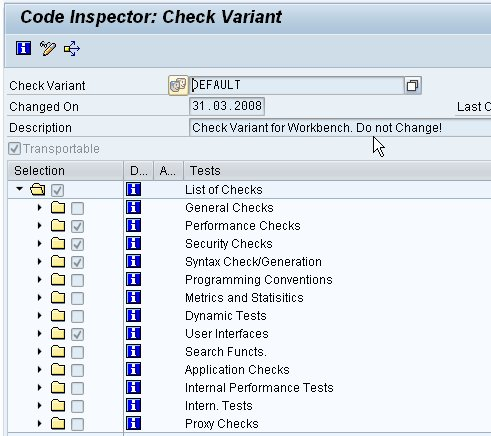 Code Inspector: Check Variant
Check Variant DEFAULT
Changed On 31.03.2008 Last C
Description Check Variant for Workbench. Do not Change!
Transportable
Selection D... A... Tests
List of Checks
General Checks
Performance Checks
Security Checks
Syntax Check/Generation
Programming Conventions
Metrics and Statisitics
Dynamic Tests
User Interfaces
Search Functs.
Application Checks
Internal Performance Tests
Intern. Tests
Proxy Checks